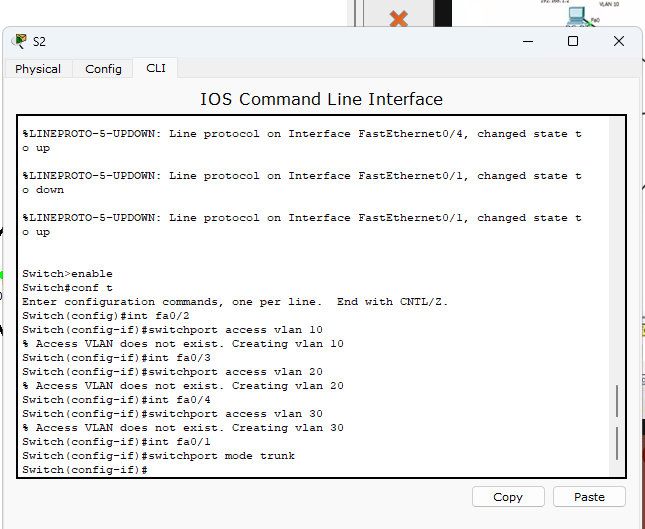 VLAN 10
Fa0
S2
Physical Config CLI
IOS Command Line Interface
%LINEPROTO-5-UPDOWN: Line protocol on Interface FastEthernet0/4, changed state t
o up
%LINEPROTO-5-UPDOWN: Line protocol on Interface FastEthernet0/1, changed state t
o down
%LINEPROTO-5-UPDOWN: Line protocol on Interface FastEthernet0/1, changed state t
o up
Switch>enable
Switch#conf t
Enter configuration commands, one per line.  End with CNTL/Z.
Switch(config)#int fa0/2
Switch(config-if)#switchport access vlan 10
% Access VLAN does not exist. Creating vlan 10
Switch(config-if)#int fa0/3
Switch(config-if)#switchport access vlan 20
% Access VLAN does not exist. Creating vlan 20
Switch(config-if)#int fa0/4
Switch(config-if)#switchport access vlan 30
% Access VLAN does not exist. Creating vlan 30
Switch(config-if)#int fa0/1
Switch(config-if)#switchport mode trunk
Switch(config-if)#
Copy Paste